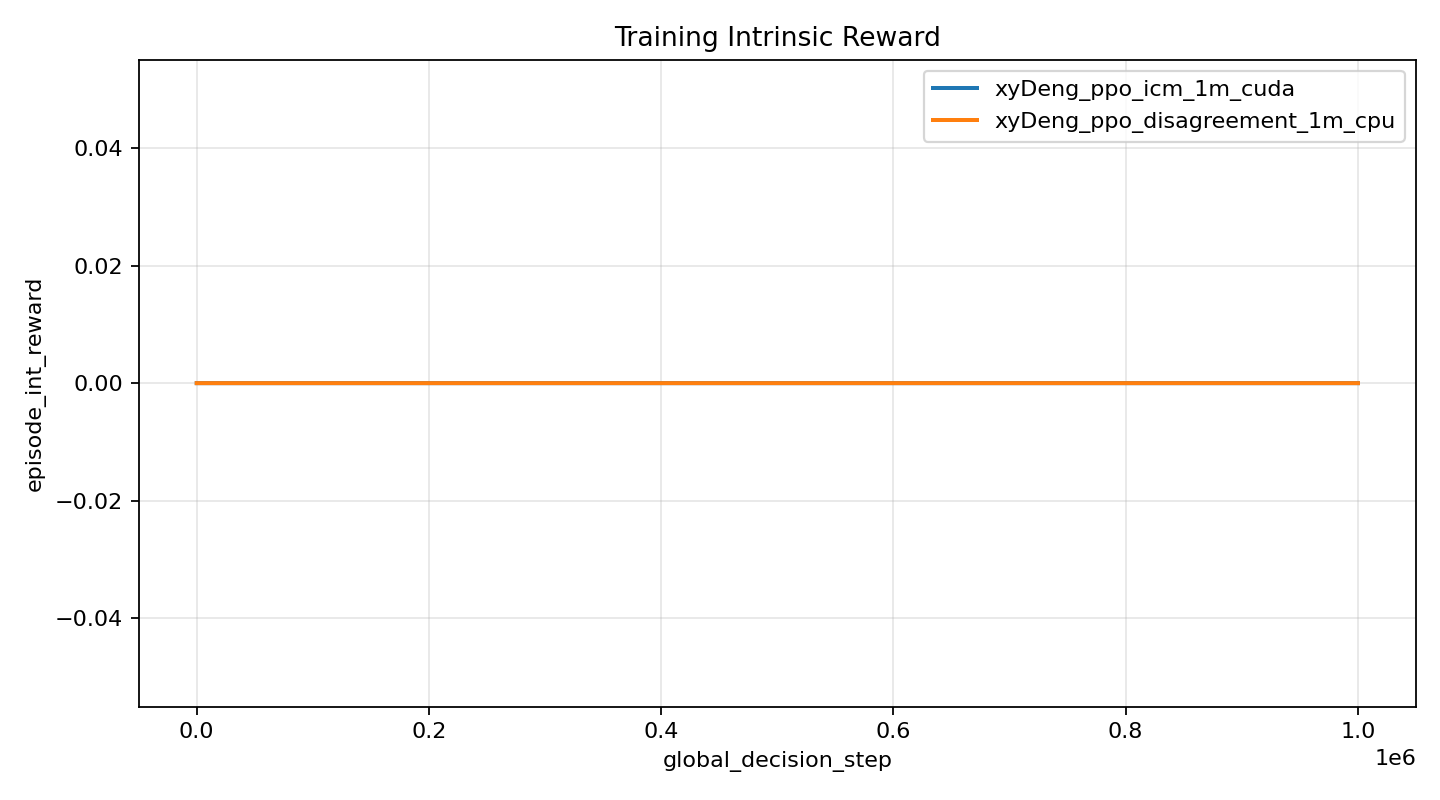 Training Intrinsic Reward
xyDeng_ppo_icm_1m_cuda
xyDeng_ppo_disagreement_1m_cpu
episode_int_reward
0.04
0.02
0.00
−0.02
−0.04
0.0 0.2 0.4 0.6 0.8 1.0
1e6
global_decision_step